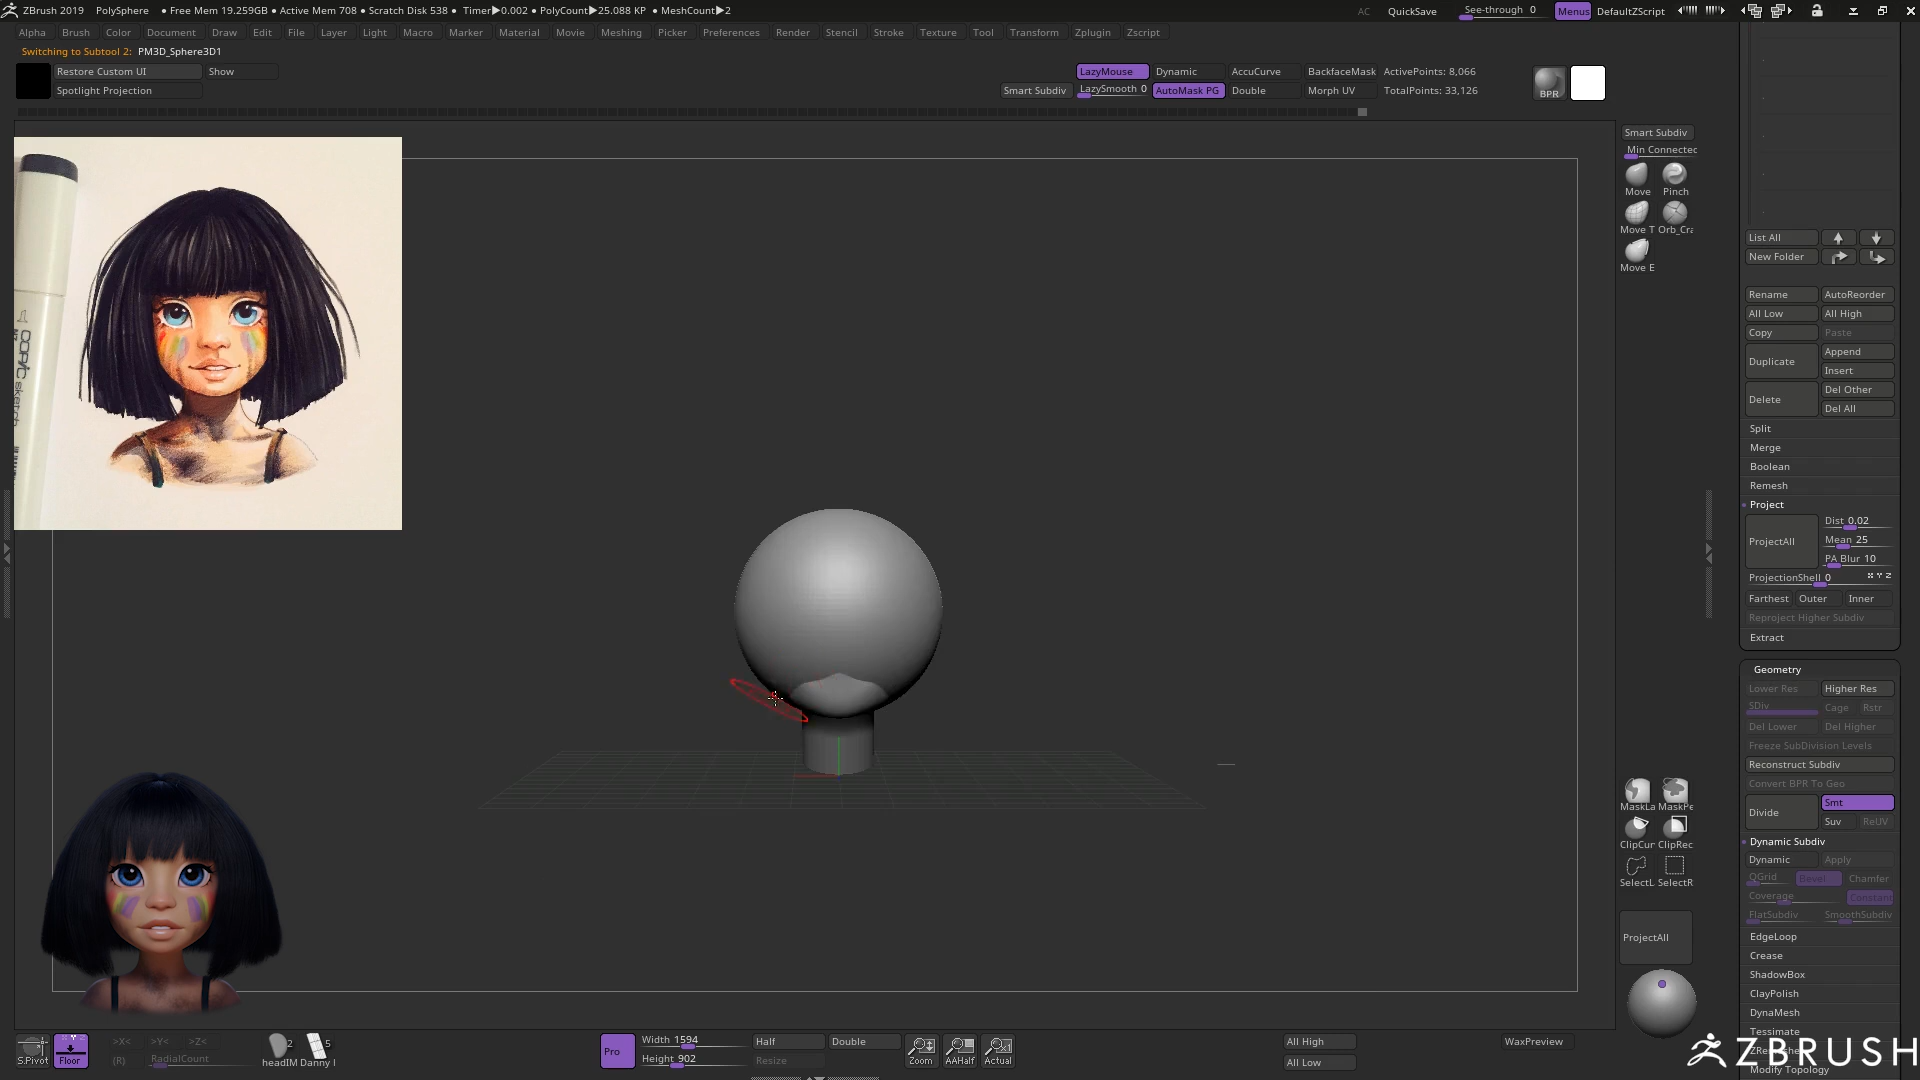 ZBrush 2019 PolySphere • Free Mem 19.259GB • Active Mem 708 • Scratch Disk 538 • Timer▶0.002 • PolyCount▶25.088 KP • MeshCount▶2 AC QuickSave See-through 0 Menus DefaultZScript
Alpha Brush Color Document Draw Edit File Layer Light Macro Marker Material Movie Meshing Picker Preferences Render Stencil Stroke Texture Tool Transform Zplugin Zscript
Switching to Subtool 2: PM3D_Sphere3D1
Restore Custom UI Show LazyMouse Dynamic AccuCurve BackfaceMask ActivePoints: 8,066
Spotlight Projection Smart Subdiv LazySmooth 0 AutoMask PG Double Morph UV TotalPoints: 33,126
BPR
Smart Subdiv
Min Connected
Move Pinch
Move T Orb_Cra
Move E
COPIC
sketch
List All
New Folder
Rename AutoReorder
All Low All High
Copy Paste
Duplicate Append
Insert
Delete Del Other
Del All
Split
Merge
Boolean
Remesh
Project
ProjectAll Dist 0.02
Mean 25
PA Blur 10
ProjectionShell 0 X Y Z
Farthest Outer Inner
Reproject Higher Subdiv
Extract
Geometry
Lower Res Higher Res
SDiv Cage Rstr
Del Lower Del Higher
Freeze SubDivision Levels
Reconstruct Subdiv
Convert BPR To Geo
Divide Smt
Suv ReUV
Dynamic Subdiv
Dynamic Apply
QGrid Bevel Chamfer
Coverage Constant
FlatSubdiv SmoothSubdiv
EdgeLoop
Crease
ShadowBox
ClayPolish
DynaMesh
Tessimate
Modify Topology
MaskLa MaskPe
ClipCur ClipRec
SelectL SelectR
ProjectAll
S.Pivot Floor >X< >Y< >Z<
(R) RadialCount
2 5
headIM Danny I
Pro Width 1594 Half Double
Height 902 Resize
Zoom AAHalf Actual
All High
All Low
WaxPreview
ZBRUSH